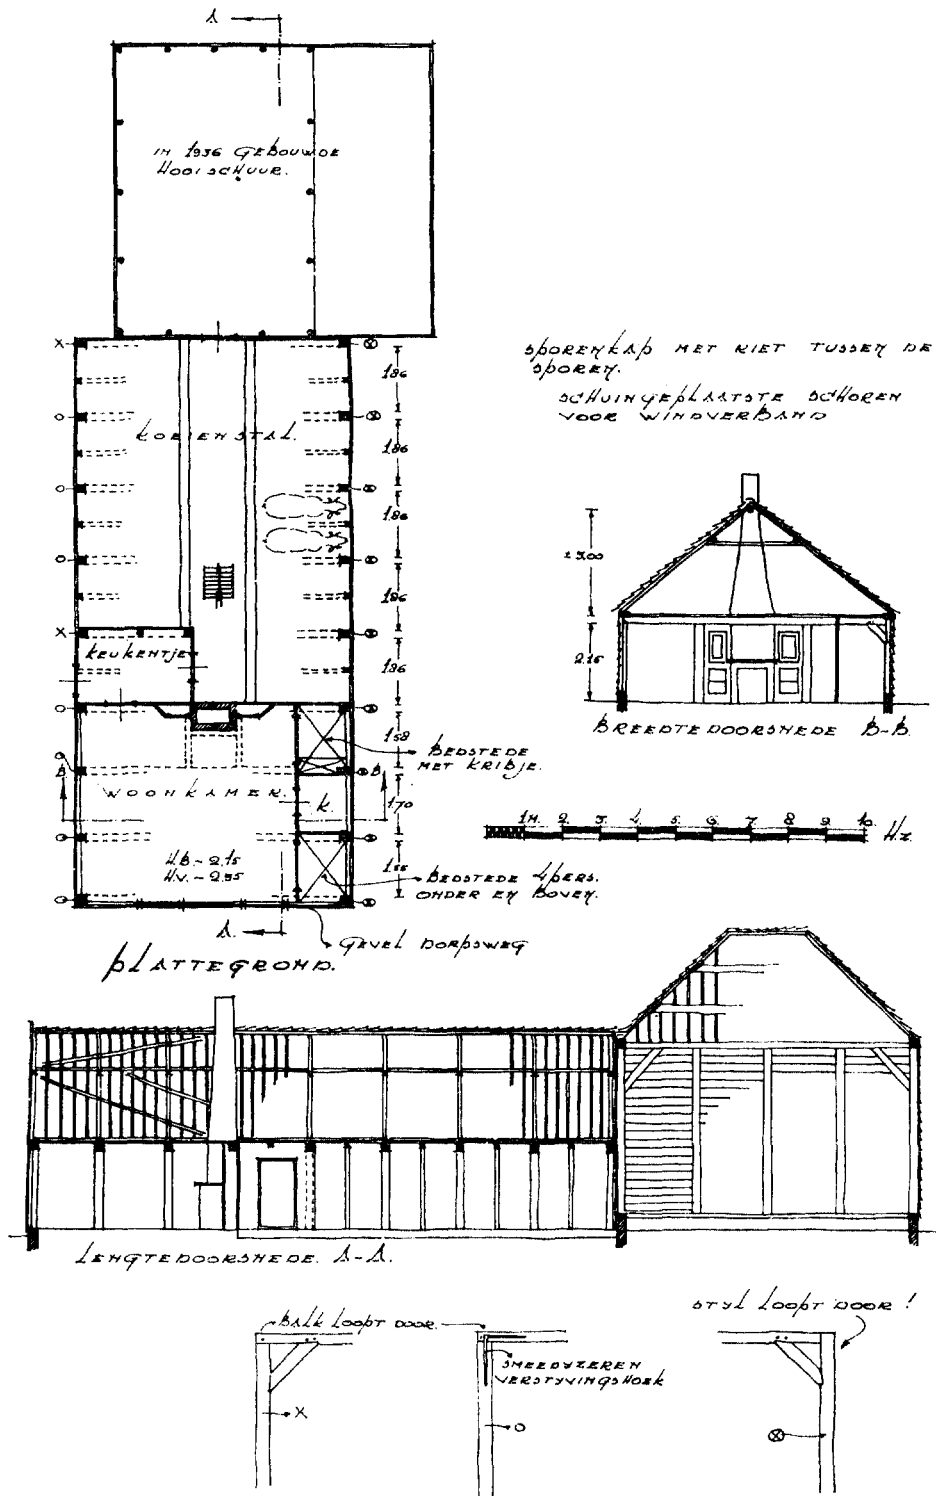 A
IN 1936 GEBOUWDE
HOOISCHUUR.
SPORENKAP MET RIET TUSSEN DE
SPOREN.
SCHUINGEPLAATSTE SCHOREN
VOOR WINDVERBAND
X
186
KOEIENSTAL.
O
186
O
186
O
186
X
KEUKENTJE
186
O
158
BEDSTEDE
MET KRIBJE.
B
B
WOONKAMER.
K.
170
O
H.B. - 2.15
H.V. - 2.35
155
BEDSTEDE 4 PERS.
ONDER EN BOVEN.
O
A.
GEVEL DORPSWEG
PLATTEGROND.
± 3.00
2.15
BREEDTEDOORSNEDE B-B.
1M. 2. 3. 4. 5. 6. 7. 8. 9. 10.
LENGTEDOORSNEDE. A-A.
BALK LOOPT DOOR.
STYL LOOPT DOOR!
SMEEDYZEREN
VERSTYVINGSHOEK
X
O
⊗